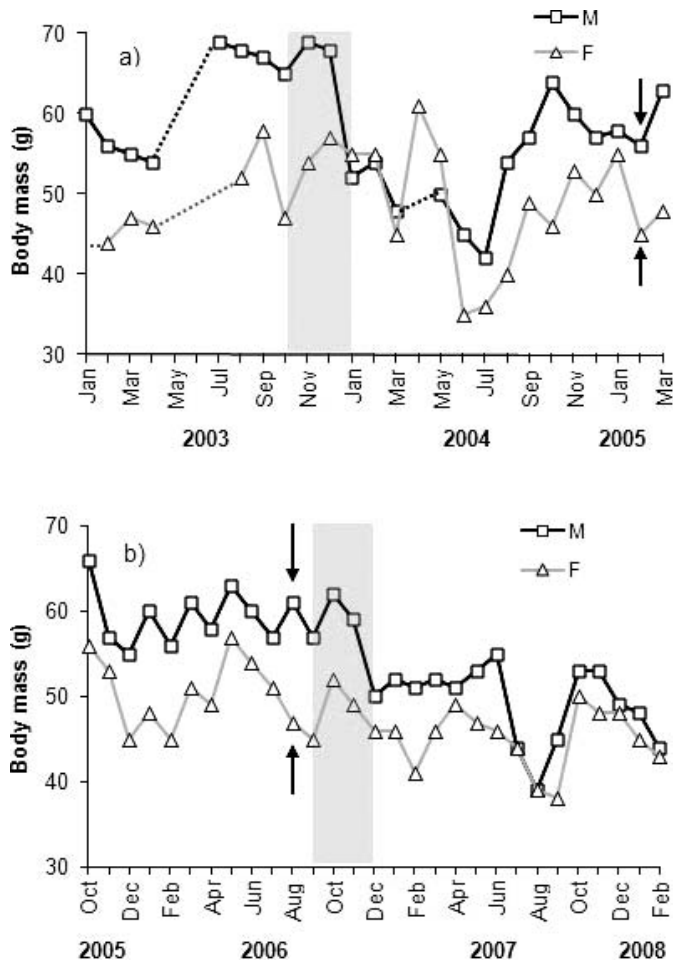 70
60
50
40
30
Body mass (g)
a)
M
F
Jan
Mar
May
Jul
Sep
Nov
Jan
Mar
May
Jul
Sep
Nov
Jan
Mar
2003
2004
2005
70
60
50
40
30
Body mass (g)
b)
M
F
Oct
Dec
Feb
Apr
Jun
Aug
Oct
Dec
Feb
Apr
Jun
Aug
Oct
Dec
Feb
2005
2006
2007
2008